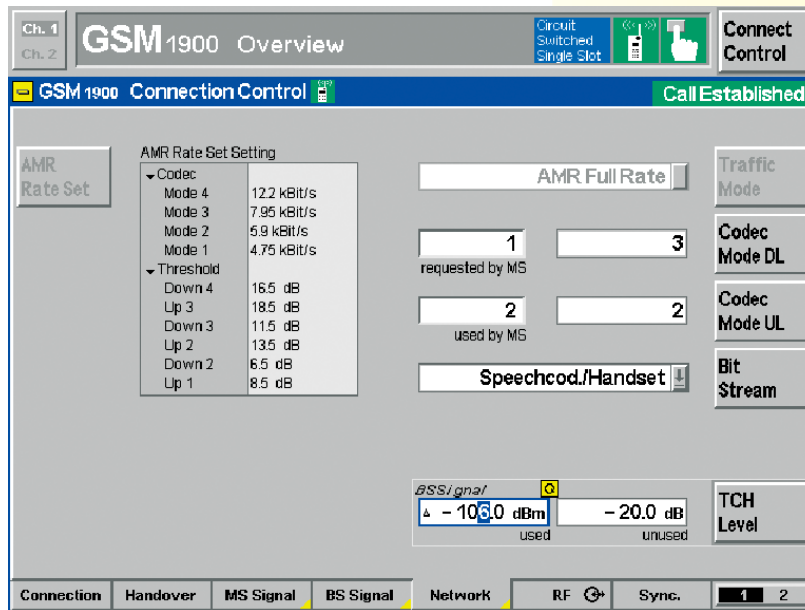 Ch. 1
Ch. 2
GSM 1900 Overview
Circuit
Switched
Single Slot
Connect
Control
GSM 1900 Connection Control
Call Established
AMR
Rate Set
AMR Rate Set Setting
Codec
Mode 4 12.2 kBit/s
Mode 3 7.95 kBit/s
Mode 2 5.9 kBit/s
Mode 1 4.75 kBit/s
Threshold
Down 4 16.5 dB
Up 3 18.5 dB
Down 3 11.5 dB
Up 2 13.5 dB
Down 2 6.5 dB
Up 1 8.5 dB
AMR Full Rate
Traffic
Mode
1 3
requested by MS
Codec
Mode DL
2 2
used by MS
Codec
Mode UL
Speechcod./Handset
Bit
Stream
BSSignal
Q
- 106.0 dBm - 20.0 dB
used unused
TCH
Level
Connection Handover MS Signal BS Signal Network RF Sync. 1 2